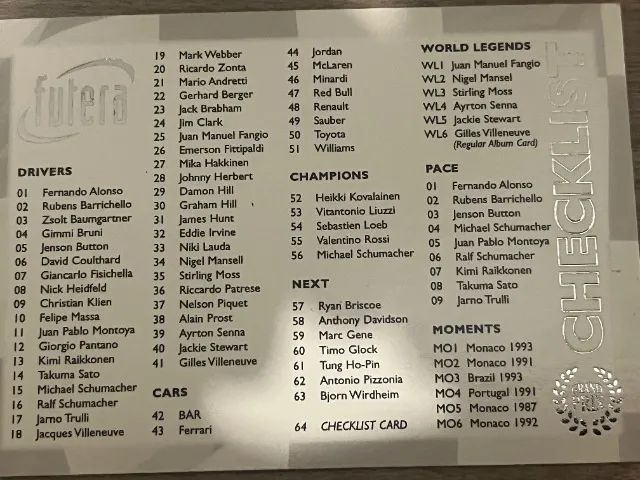 futera
DRIVERS
01 Fernando Alonso
02 Rubens Barrichello
03 Zsolt Baumgartner
04 Gimmi Bruni
05 Jenson Button
06 David Coulthard
07 Giancarlo Fisichella
08 Nick Heidfeld
09 Christian Klien
10 Felipe Massa
11 Juan Pablo Montoya
12 Giorgio Pantano
13 Kimi Raikkonen
14 Takuma Sato
15 Michael Schumacher
16 Ralf Schumacher
17 Jarno Trulli
18 Jacques Villeneuve
19 Mark Webber
20 Ricardo Zonta
21 Mario Andretti
22 Gerhard Berger
23 Jack Brabham
24 Jim Clark
25 Juan Manuel Fangio
26 Emerson Fittipaldi
27 Mika Hakkinen
28 Johnny Herbert
29 Damon Hill
30 Graham Hill
31 James Hunt
32 Eddie Irvine
33 Niki Lauda
34 Nigel Mansell
35 Stirling Moss
36 Riccardo Patrese
37 Nelson Piquet
38 Alain Prost
39 Ayrton Senna
40 Jackie Stewart
41 Gilles Villeneuve
CARS
42 BAR
43 Ferrari
44 Jordan
45 McLaren
46 Minardi
47 Red Bull
48 Renault
49 Sauber
50 Toyota
51 Williams
CHAMPIONS
52 Heikki Kovalainen
53 Vitantonio Liuzzi
54 Sebastien Loeb
55 Valentino Rossi
56 Michael Schumacher
NEXT
57 Ryan Briscoe
58 Anthony Davidson
59 Marc Gene
60 Timo Glock
61 Tung Ho-Pin
62 Antonio Pizzonia
63 Bjorn Wirdheim
64 CHECKLIST CARD
WORLD LEGENDS
WL1 Juan Manuel Fangio
WL2 Nigel Mansel
WL3 Stirling Moss
WL4 Ayrton Senna
WL5 Jackie Stewart
WL6 Gilles Villeneuve
(Regular Album Card)
PACE
01 Fernando Alonso
02 Rubens Barrichello
03 Jenson Button
04 Michael Schumacher
05 Juan Pablo Montoya
06 Ralf Schumacher
07 Kimi Raikkonen
08 Takuma Sato
09 Jarno Trulli
MOMENTS
MO1 Monaco 1993
MO2 Monaco 1991
MO3 Brazil 1993
MO4 Portugal 1991
MO5 Monaco 1987
MO6 Monaco 1992
CHECKLIST
GRAND
PRIX